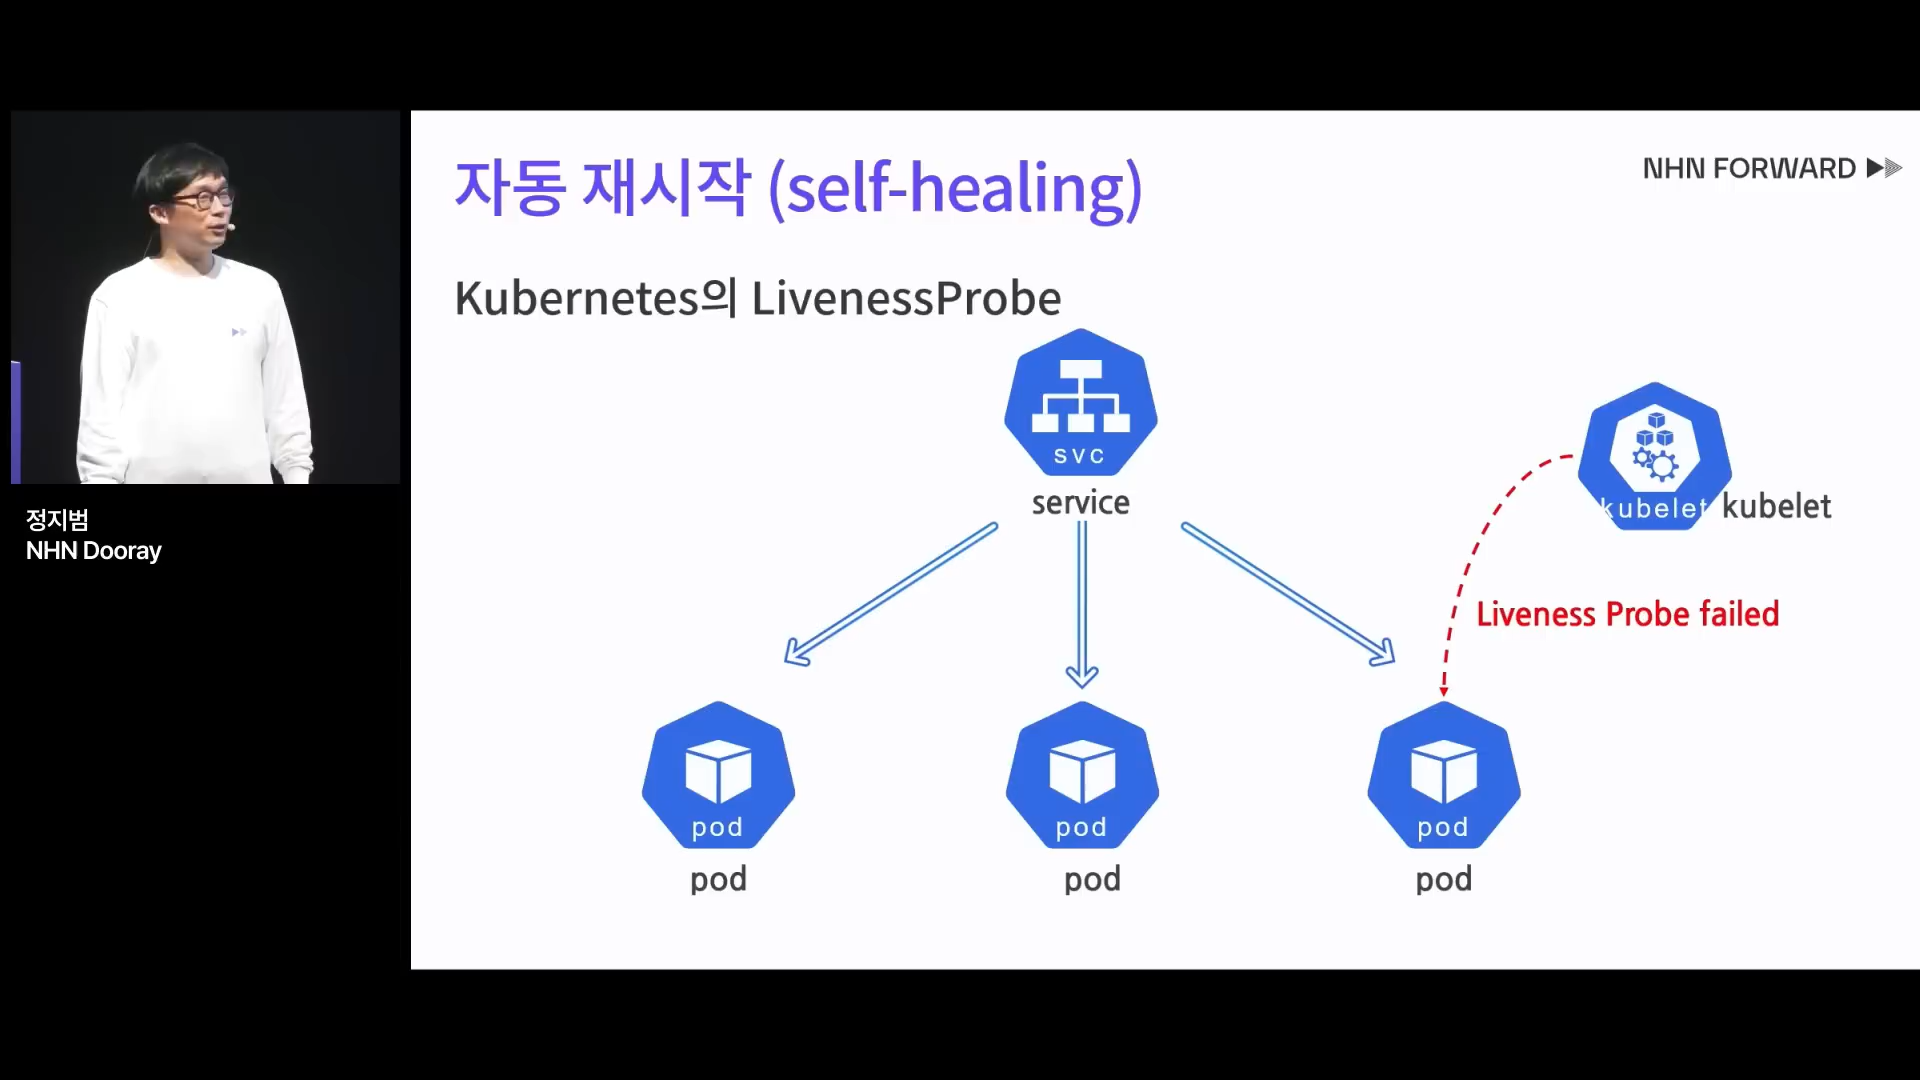 자동 재시작 (self-healing)
NHN FORWARD
Kubernetes의 LivenessProbe
svc
service
kubelet
kubelet
Liveness Probe failed
pod
pod
pod
pod
pod
pod
정지범
NHN Dooray